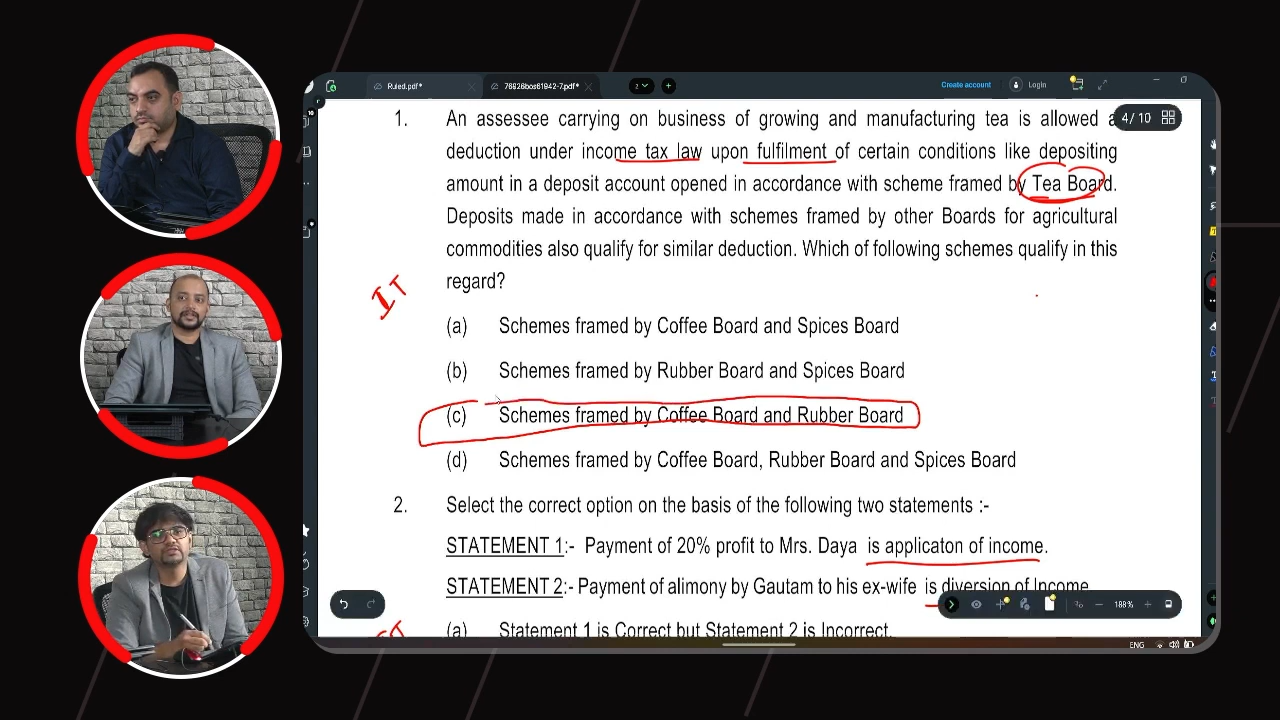 Ruled.pdf*
76926bos61942-7.pdf*
2
Create account
Login
4/10
1. An assessee carrying on business of growing and manufacturing tea is allowed a
deduction under income tax law upon fulfilment of certain conditions like depositing
amount in a deposit account opened in accordance with scheme framed by Tea Board.
Deposits made in accordance with schemes framed by other Boards for agricultural
commodities also qualify for similar deduction. Which of following schemes qualify in this
regard?
IT
(a) Schemes framed by Coffee Board and Spices Board
(b) Schemes framed by Rubber Board and Spices Board
(c) Schemes framed by Coffee Board and Rubber Board
(d) Schemes framed by Coffee Board, Rubber Board and Spices Board
2. Select the correct option on the basis of the following two statements :-
STATEMENT 1:- Payment of 20% profit to Mrs. Daya is applicaton of income.
STATEMENT 2:- Payment of alimony by Gautam to his ex-wife is diversion of Income
188%
(a) Statement 1 is Correct but Statement 2 is Incorrect.
ENG